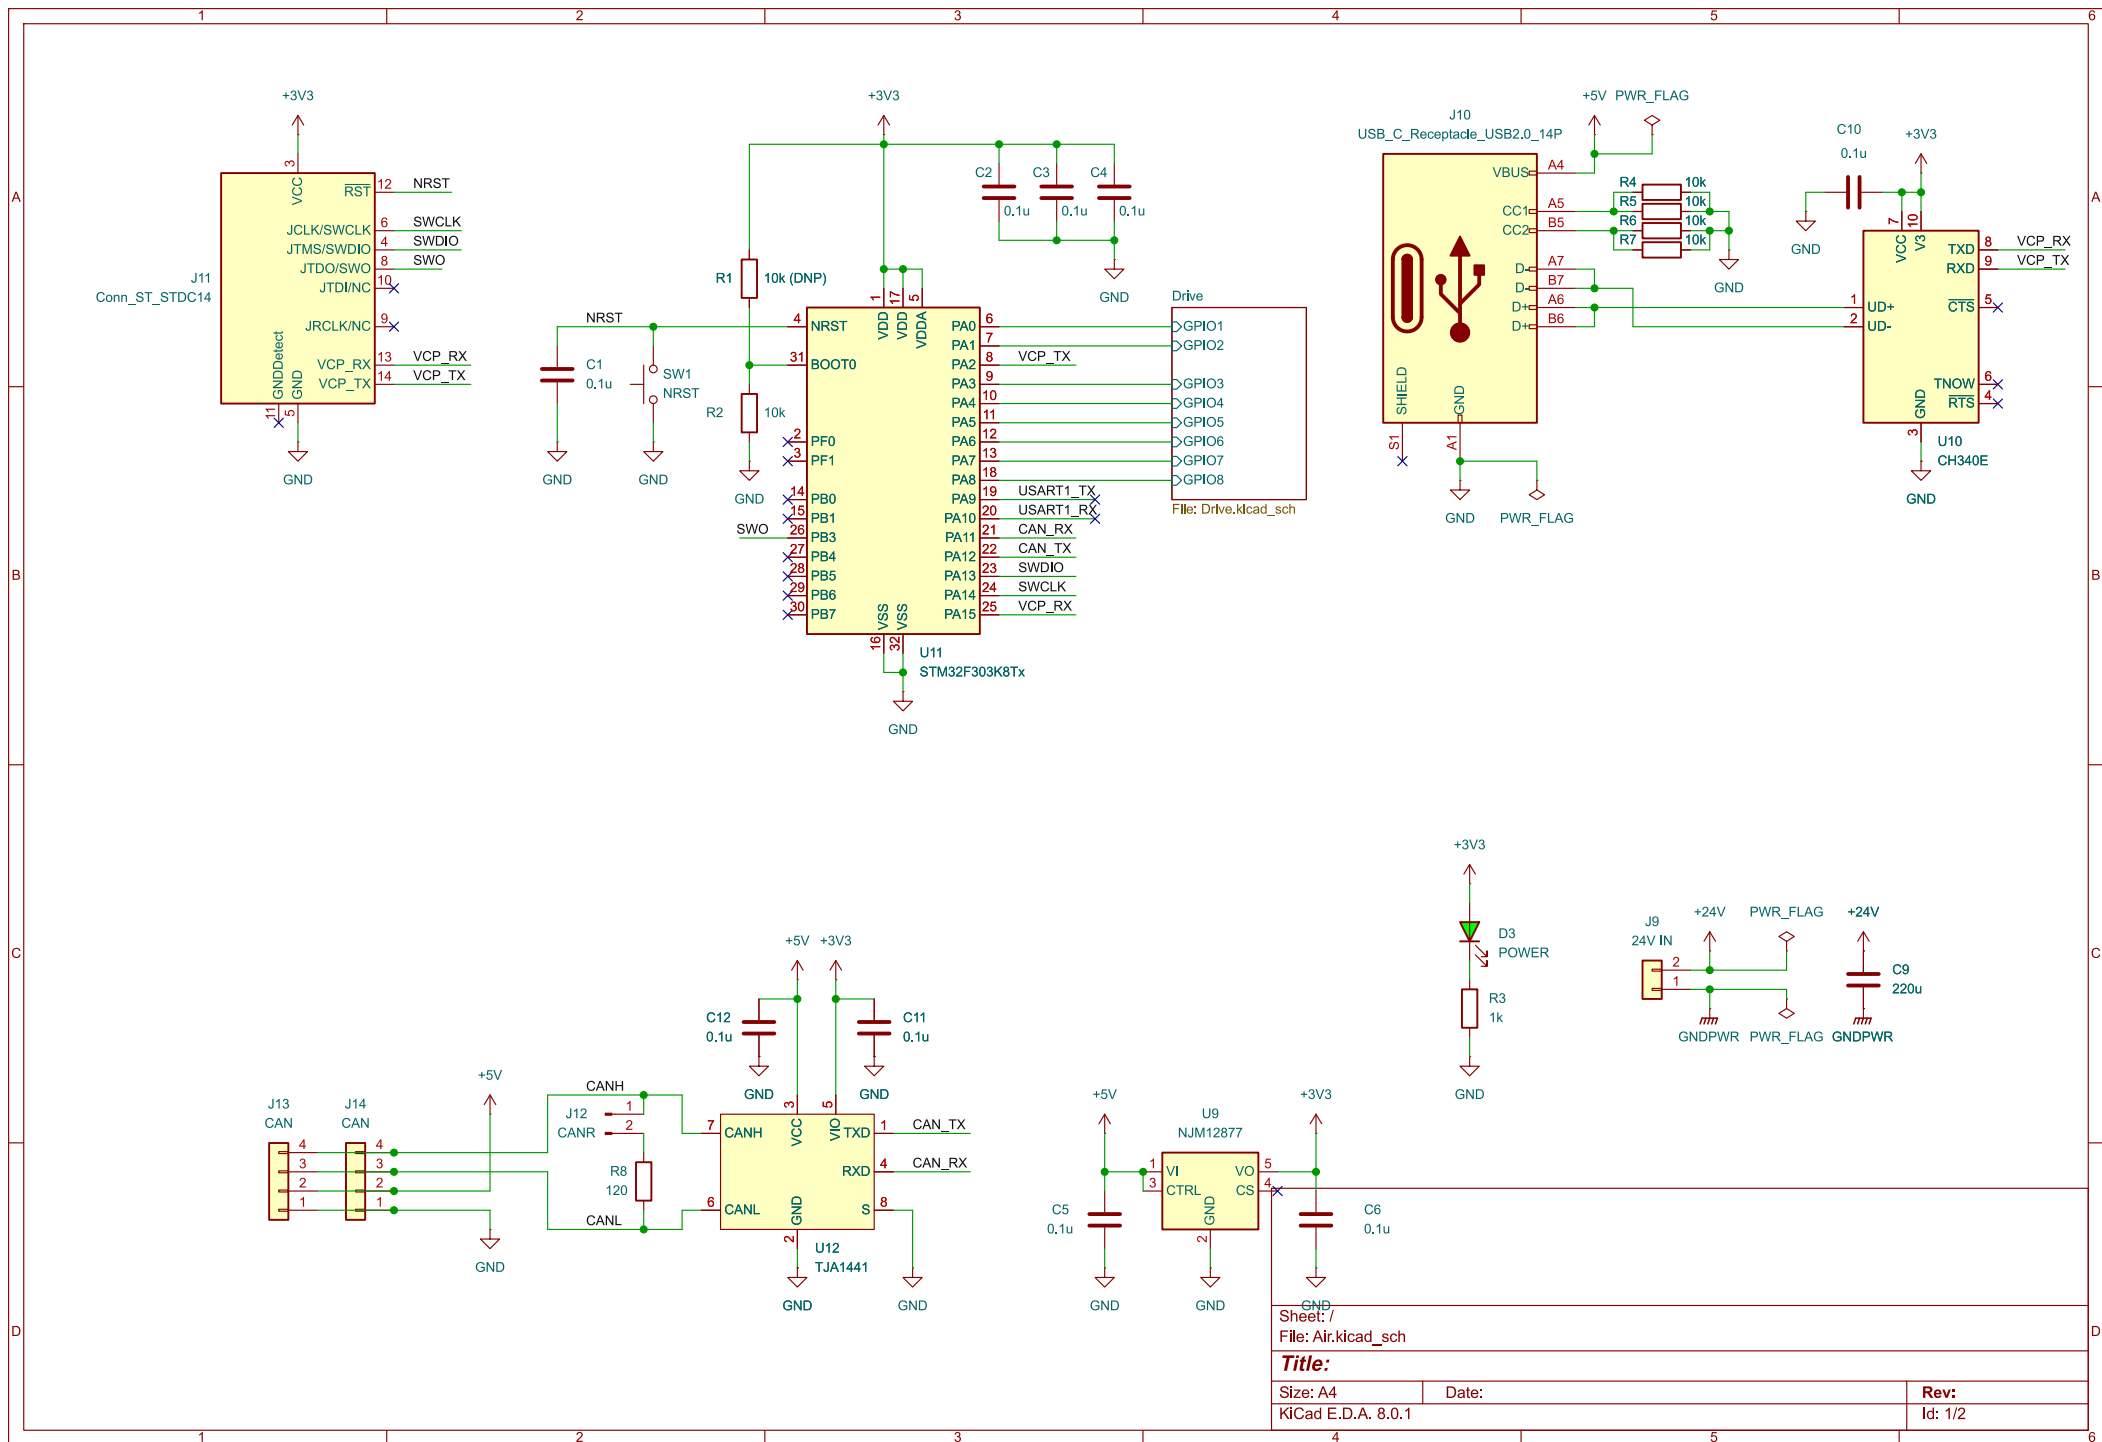 1 2 3 4 5 6
A
B
C
D
+3V3
3
VCC
RST 12 NRST
JCLK/SWCLK 6 SWCLK
JTMS/SWDIO 4 SWDIO
JTDO/SWO 8 SWO
JTDI/NC 10
JRCLK/NC 9
VCP_RX 13 VCP_RX
VCP_TX 14 VCP_TX
GNDDetect
GND
11
5
J11
Conn_ST_STDC14
GND
+3V3
C2
0.1u
C3
0.1u
C4
0.1u
GND
R1
10k (DNP)
R2
10k
GND
NRST
C1
0.1u
GND
SW1
NRST
GND
1
17
5
VDD
VDD
VDDA
4 NRST
31 BOOT0
2 PF0
3 PF1
14 PB0
15 PB1
SWO 26 PB3
27 PB4
28 PB5
29 PB6
30 PB7
PA0 6
PA1 7
PA2 8 VCP_TX
PA3 9
PA4 10
PA5 11
PA6 12
PA7 13
PA8 18
PA9 19 USART1_TX
PA10 20 USART1_RX
PA11 21 CAN_RX
PA12 22 CAN_TX
PA13 23 SWDIO
PA14 24 SWCLK
PA15 25 VCP_RX
VSS
VSS
16
32
U11
STM32F303K8Tx
GND
Drive
GPIO1
GPIO2
GPIO3
GPIO4
GPIO5
GPIO6
GPIO7
GPIO8
File: Drive.kicad_sch
J10
USB_C_Receptacle_USB2.0_14P
+5V PWR_FLAG
VBUS A4
CC1 A5
CC2 B5
D- A7
D- B7
D+ A6
D+ B6
SHIELD
GND
S1
A1
GND
PWR_FLAG
R4 10k
R5 10k
R6 10k
R7 10k
GND
C10
0.1u
GND
+3V3
7
10
VCC
V3
TXD 8 VCP_RX
RXD 9 VCP_TX
1 UD+
2 UD-
CTS 5
TNOW 6
RTS 4
GND
3
U10
CH340E
GND
+3V3
D3
POWER
R3
1k
GND
J9
24V IN
2
1
+24V PWR_FLAG +24V
C9
220u
GNDPWR PWR_FLAG GNDPWR
+5V +3V3
C12
0.1u
GND
C11
0.1u
GND
J13
CAN
4
3
2
1
J14
CAN
4
3
2
1
+5V
GND
CANH
J12
CANR
1
2
R8
120
CANL
3
5
VCC
VIO
7 CANH
6 CANL
TXD 1 CAN_TX
RXD 4 CAN_RX
S 8
GND
2
U12
TJA1441
GND
GND
+5V
C5
0.1u
GND
U9
NJM12877
1 VI
3 CTRL
VO 5
CS 4
GND
2
GND
+3V3
C6
0.1u
GND
Sheet: /
File: Air.kicad_sch
Title:
Size: A4 Date: Rev:
KiCad E.D.A. 8.0.1 Id: 1/2
A
B
C
D
1 2 3 4 5 6